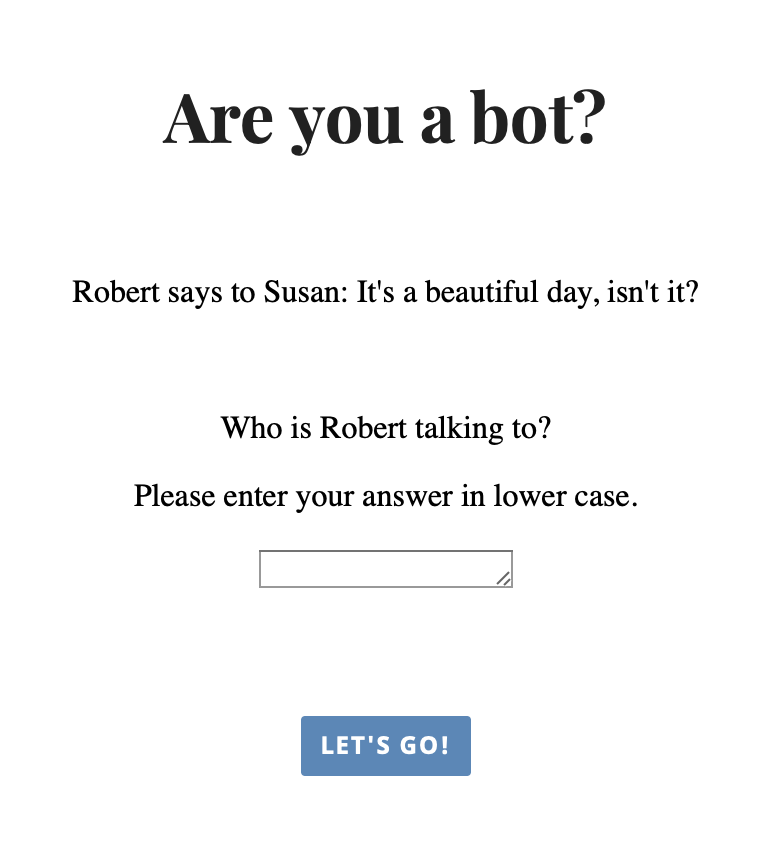 Are you a bot?
Robert says to Susan: It's a beautiful day, isn't it?
Who is Robert talking to?
Please enter your answer in lower case.
LET'S GO!